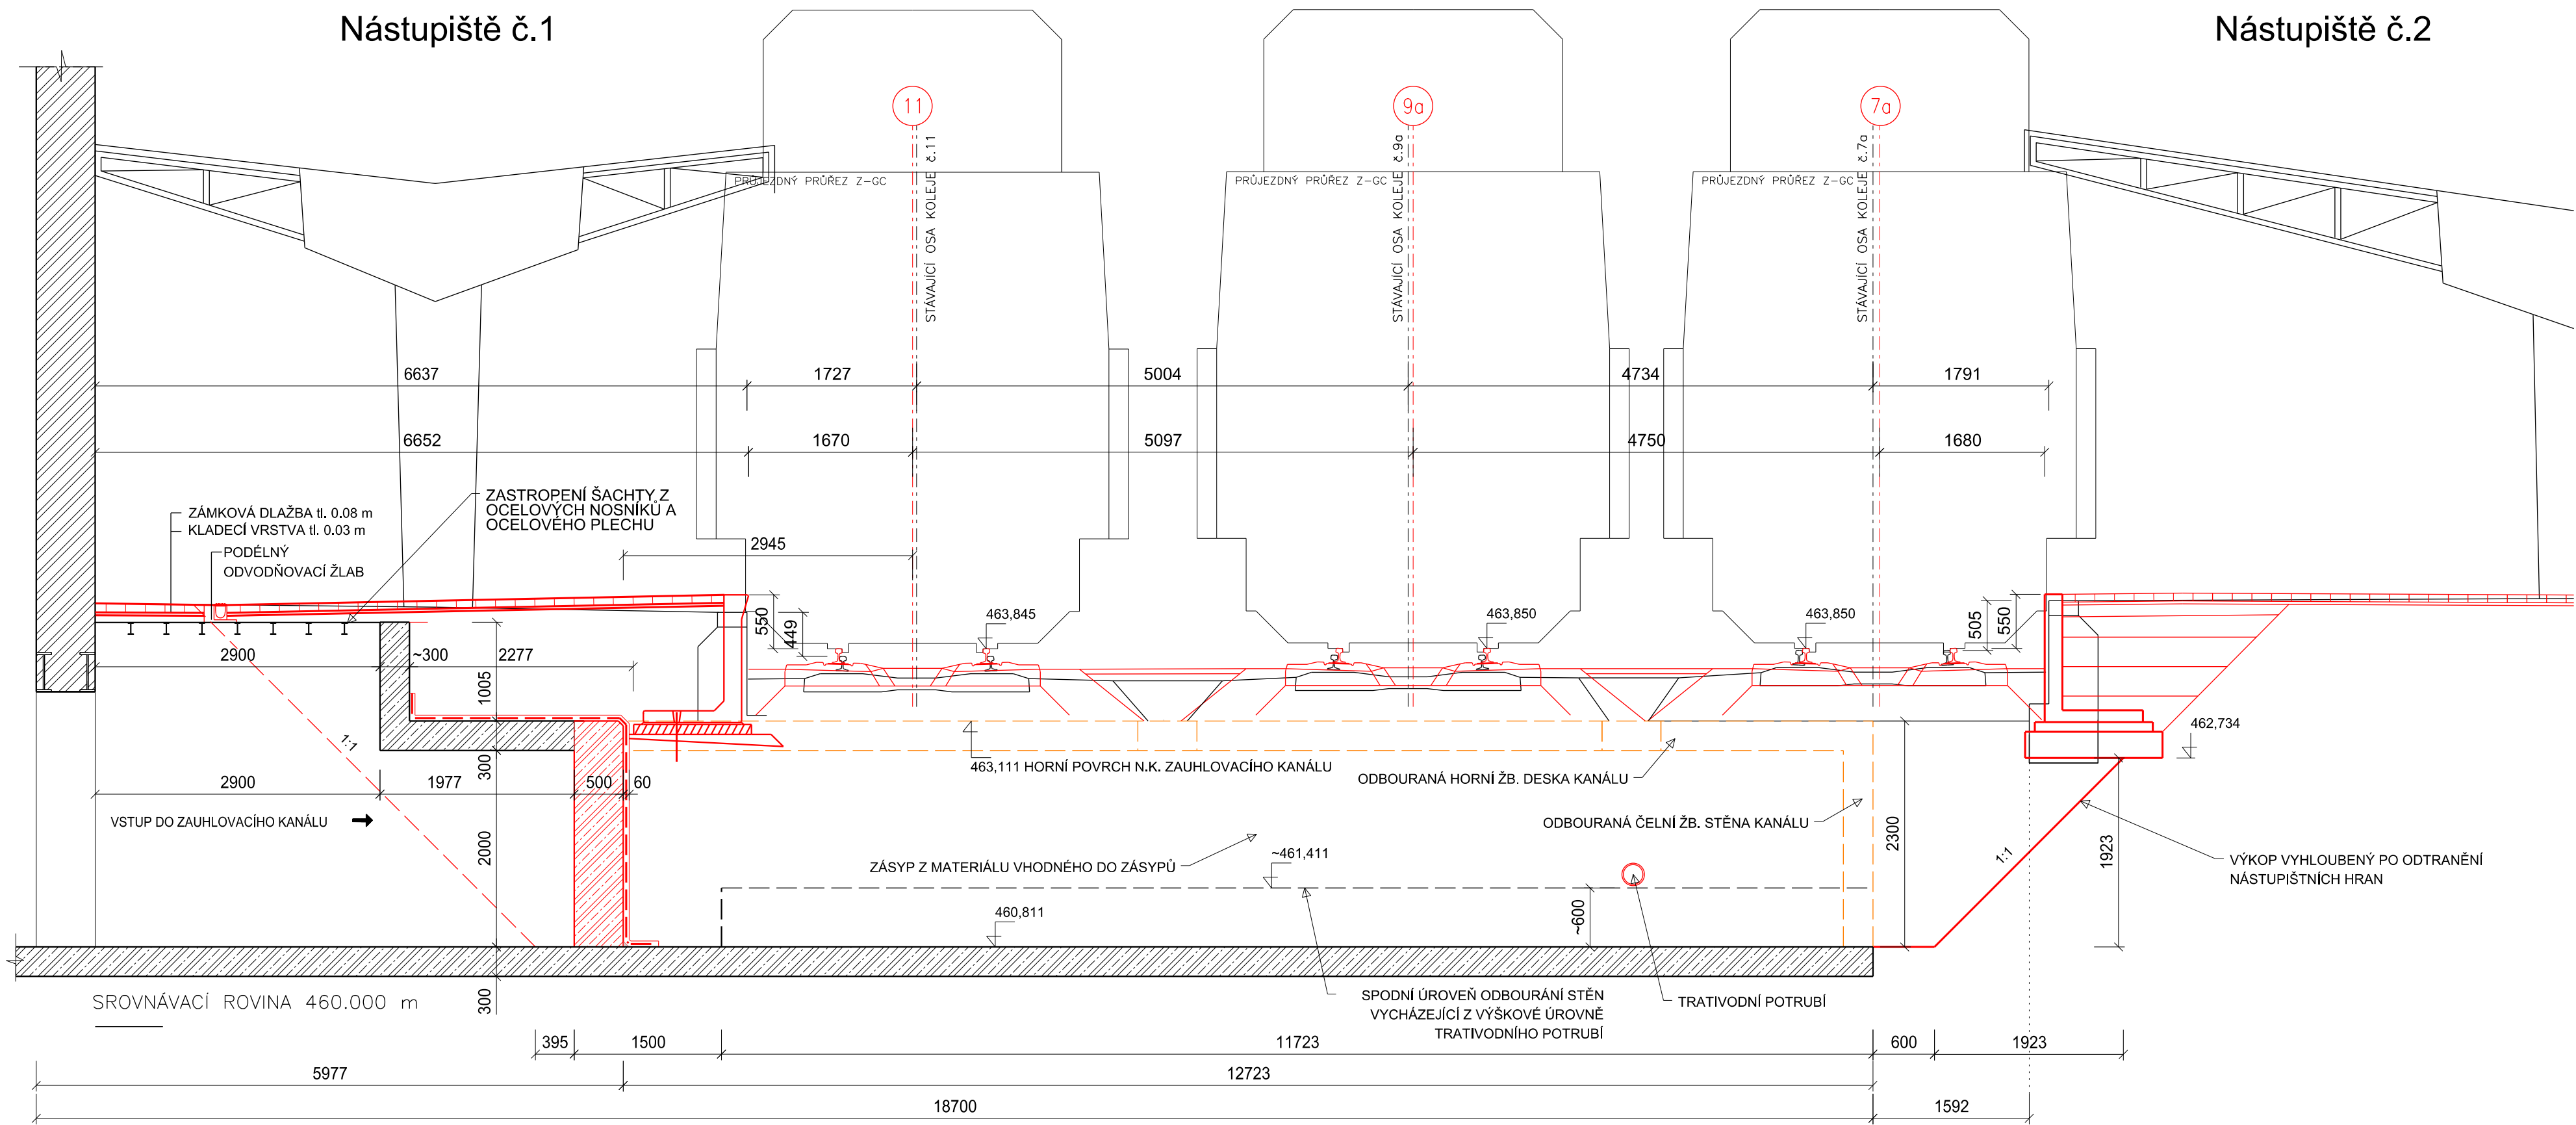 Nástupiště č.1
Nástupiště č.2
11
9a
7a
STÁVAJÍCÍ OSA KOLEJE č.11
STÁVAJÍCÍ OSA KOLEJE č.9a
STÁVAJÍCÍ OSA KOLEJE č.7a
PRŮJEZDNÝ PRŮŘEZ Z-GC
PRŮJEZDNÝ PRŮŘEZ Z-GC
PRŮJEZDNÝ PRŮŘEZ Z-GC
6637
1727
5004
4734
1791
6652
1670
5097
4750
1680
ZASTROPENÍ ŠACHTY Z
OCELOVÝCH NOSNÍKŮ A
OCELOVÉHO PLECHU
ZÁMKOVÁ DLAŽBA tl. 0.08 m
KLADECÍ VRSTVA tl. 0.03 m
PODÉLNÝ
ODVODŇOVACÍ ŽLAB
2945
550
449
463,845
463,850
463,850
505
550
2900
~300
2277
1005
1:1
300
462,734
463,111 HORNÍ POVRCH N.K. ZAUHLOVACÍHO KANÁLU
ODBOURANÁ HORNÍ ŽB. DESKA KANÁLU
2900
1977
500
60
VSTUP DO ZAUHLOVACÍHO KANÁLU
ODBOURANÁ ČELNÍ ŽB. STĚNA KANÁLU
2000
2300
1923
1:1
ZÁSYP Z MATERIÁLU VHODNÉHO DO ZÁSYPŮ
~461,411
VÝKOP VYHLOUBENÝ PO ODTRANĚNÍ
NÁSTUPIŠTNÍCH HRAN
460,811
~600
SROVNÁVACÍ ROVINA 460.000 m
300
SPODNÍ ÚROVEŇ ODBOURÁNÍ STĚN
VYCHÁZEJÍCÍ Z VÝŠKOVÉ ÚROVNĚ
TRATIVODNÍHO POTRUBÍ
TRATIVODNÍ POTRUBÍ
395
1500
11723
600
1923
5977
12723
18700
1592